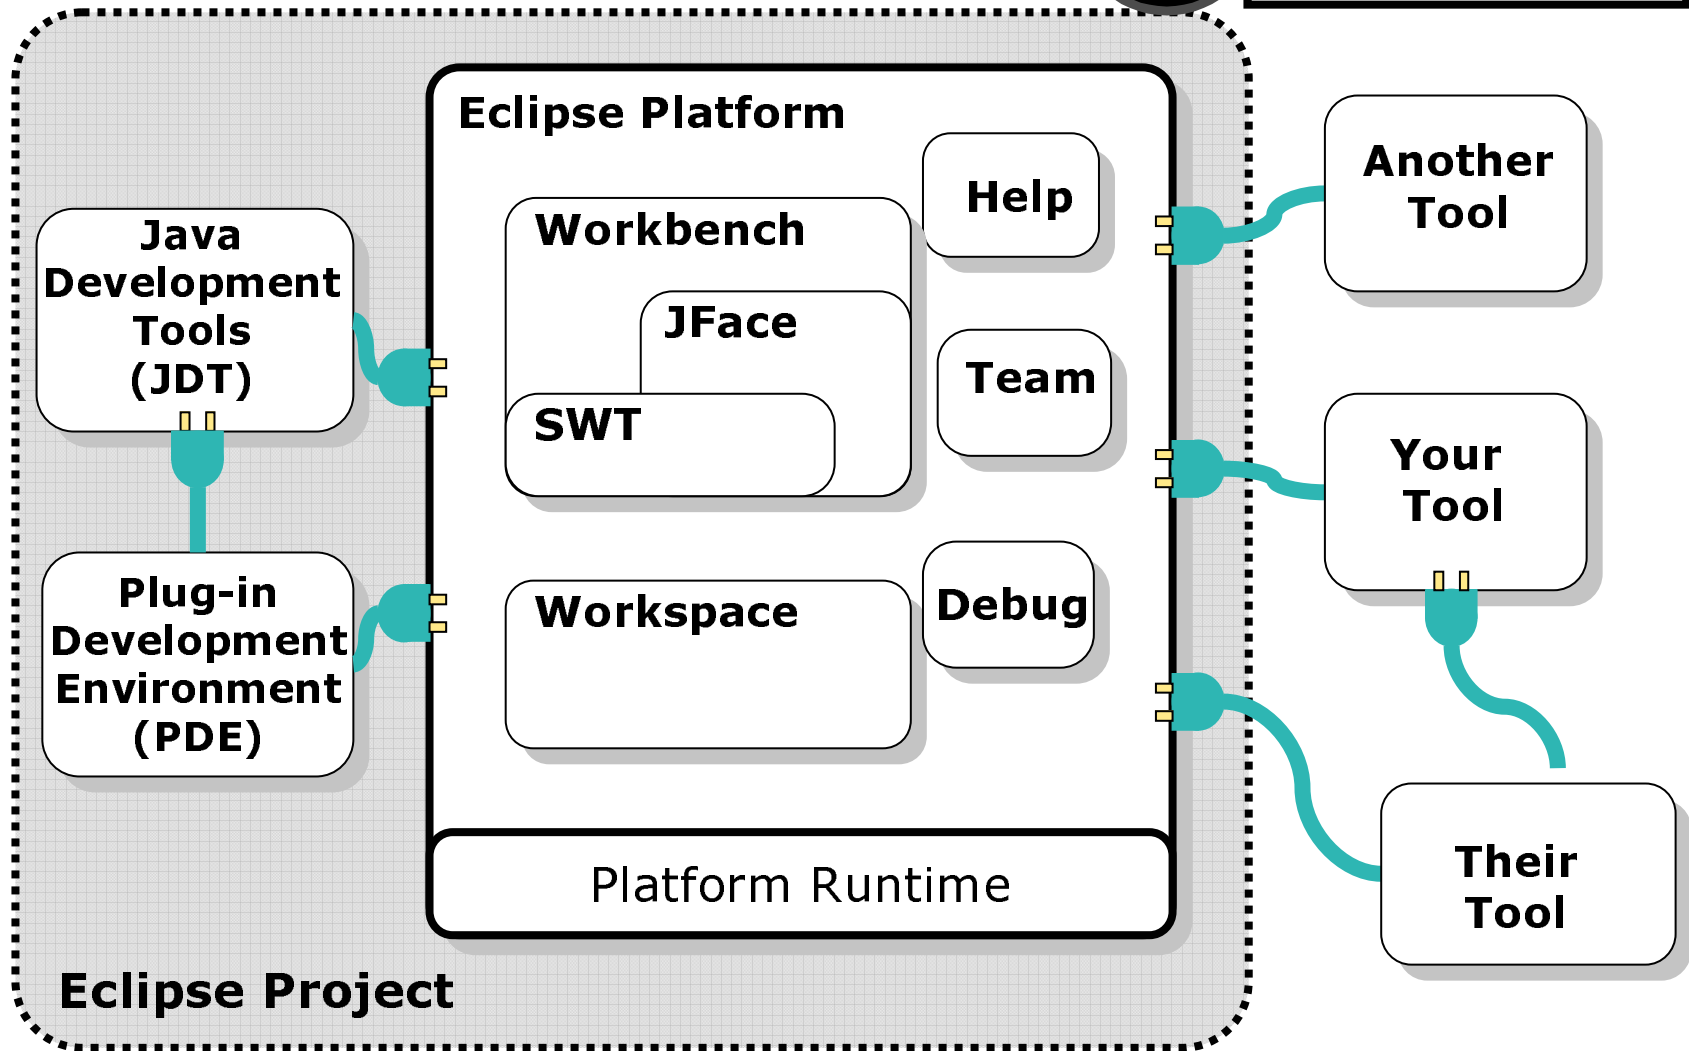 Eclipse Platform
Help
Workbench
JFace
SWT
Team
Workspace
Debug
Platform Runtime
Java
Development
Tools
(JDT)
Plug-in
Development
Environment
(PDE)
Eclipse Project
Another
Tool
Your
Tool
Their
Tool